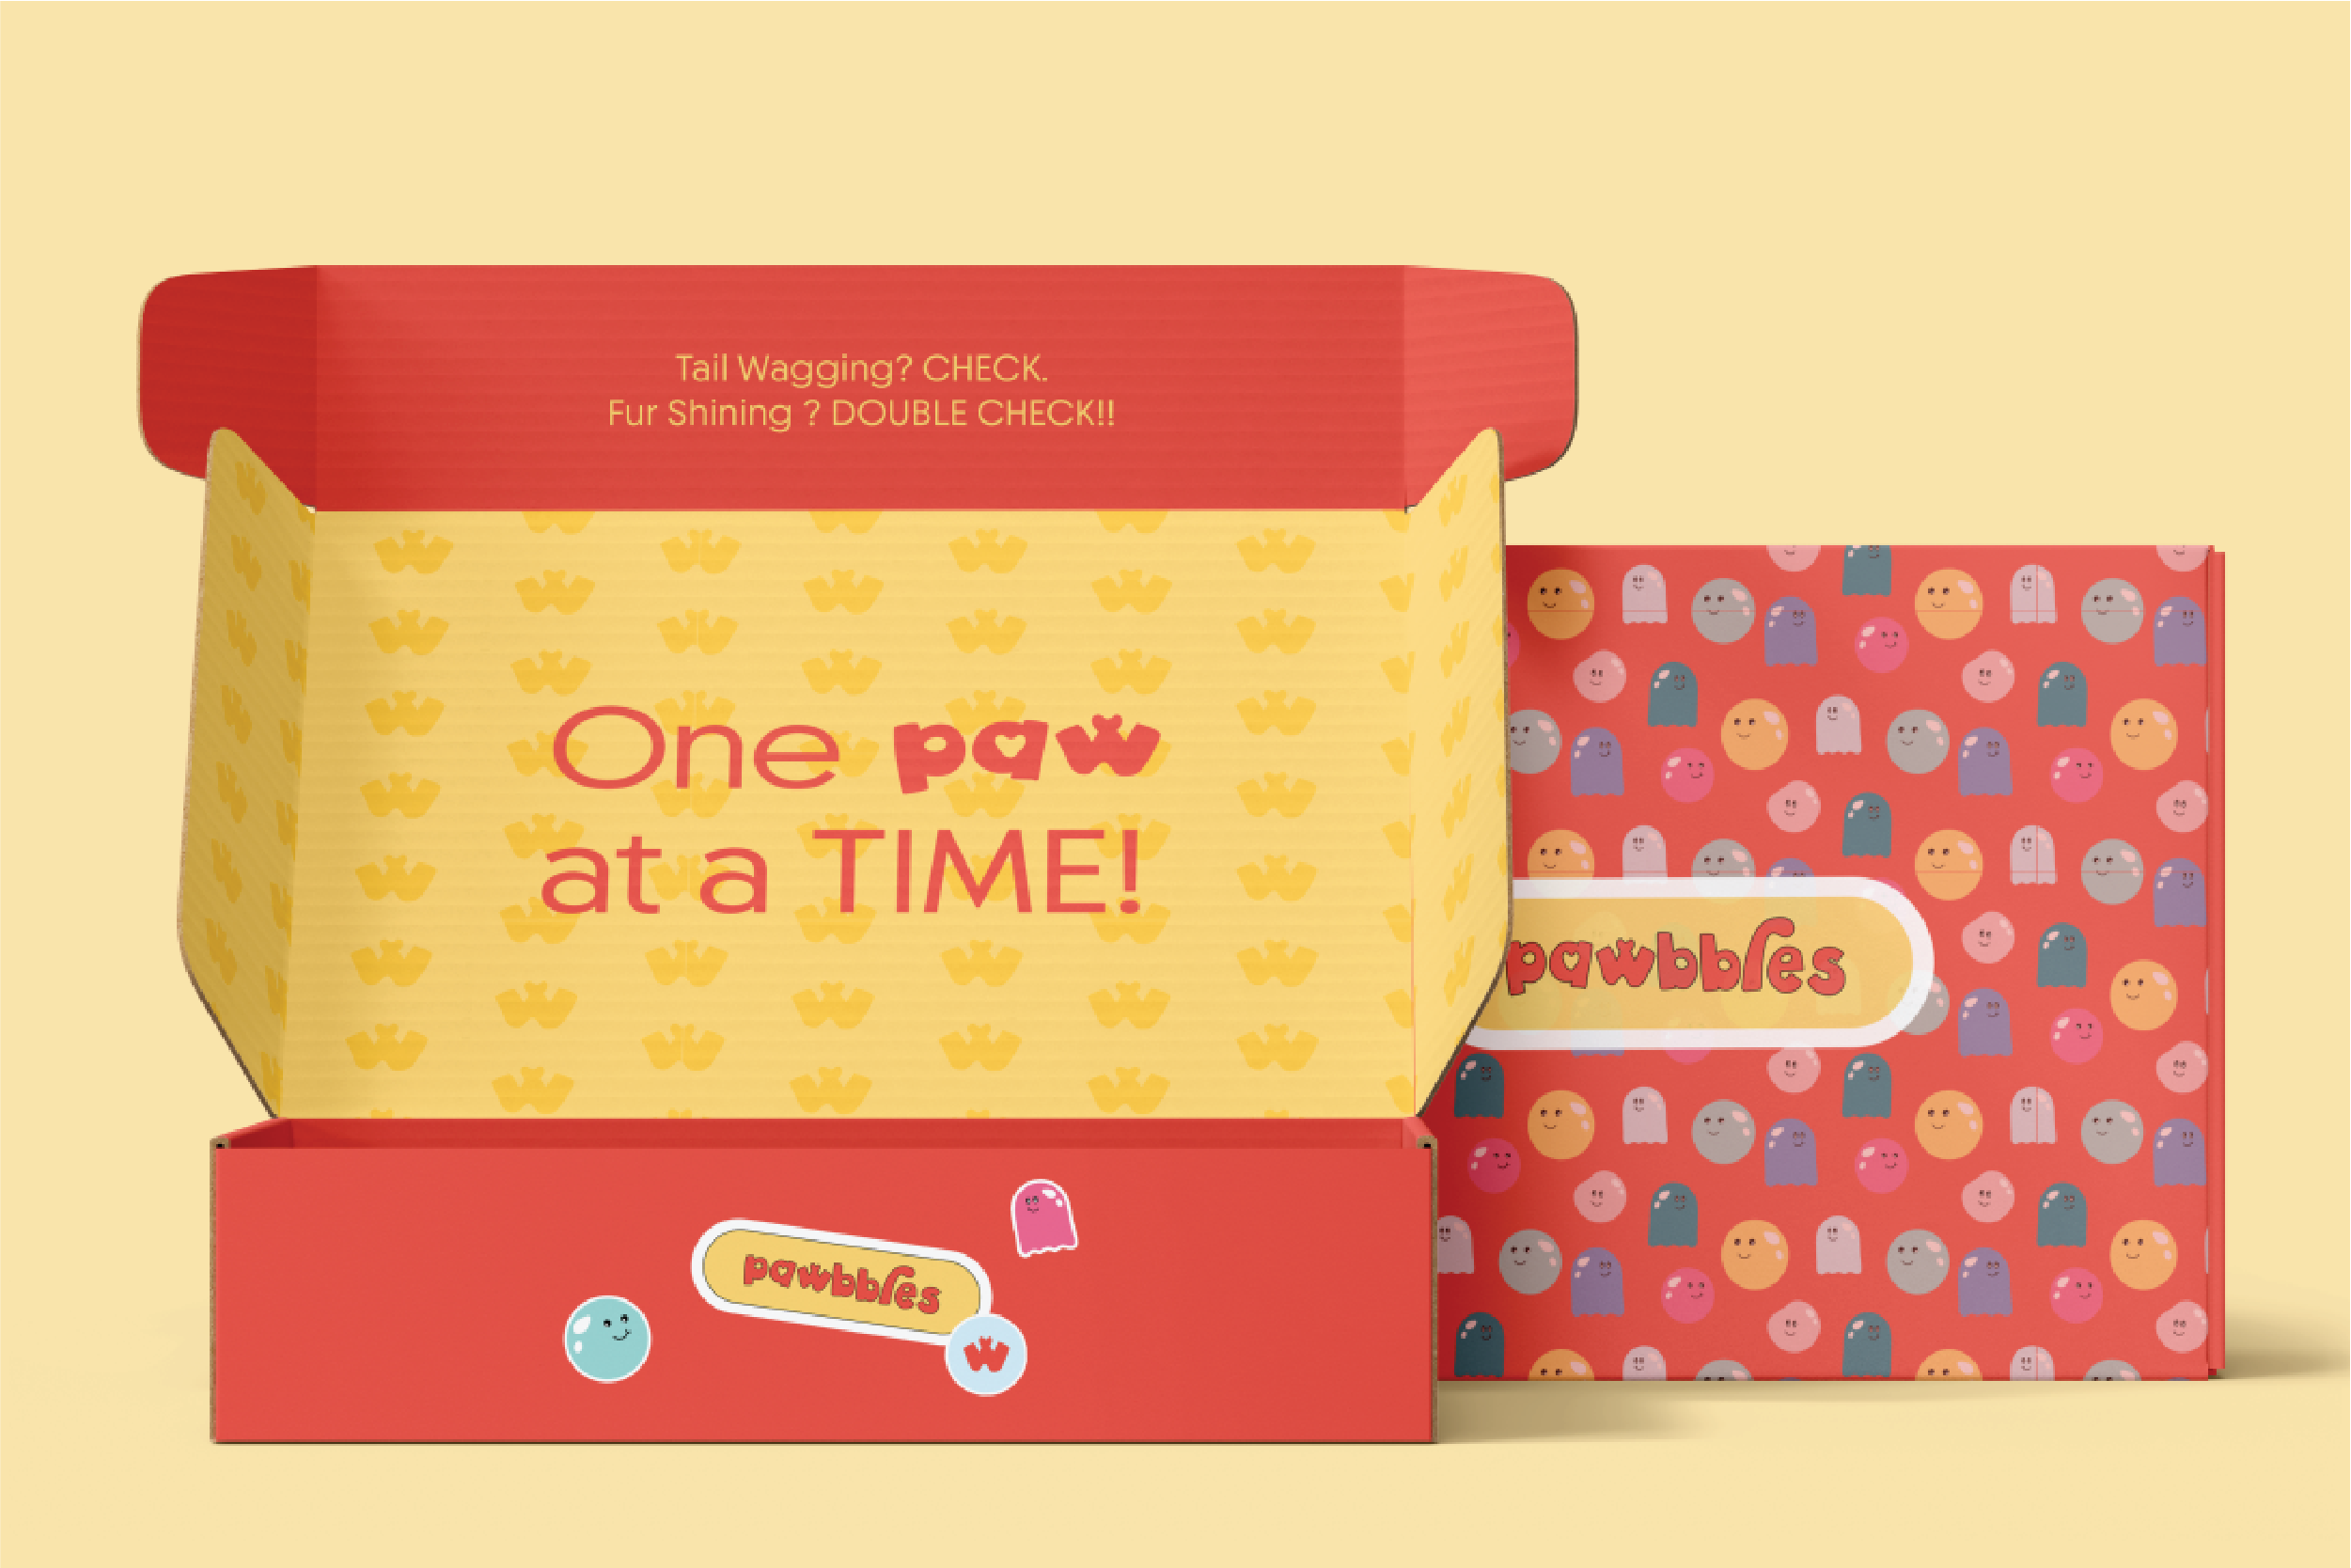 Tail Wagging? CHECK.
Fur Shining ? DOUBLE CHECK!!
One paw
at a TIME!
pawbbles
pawbbles
W